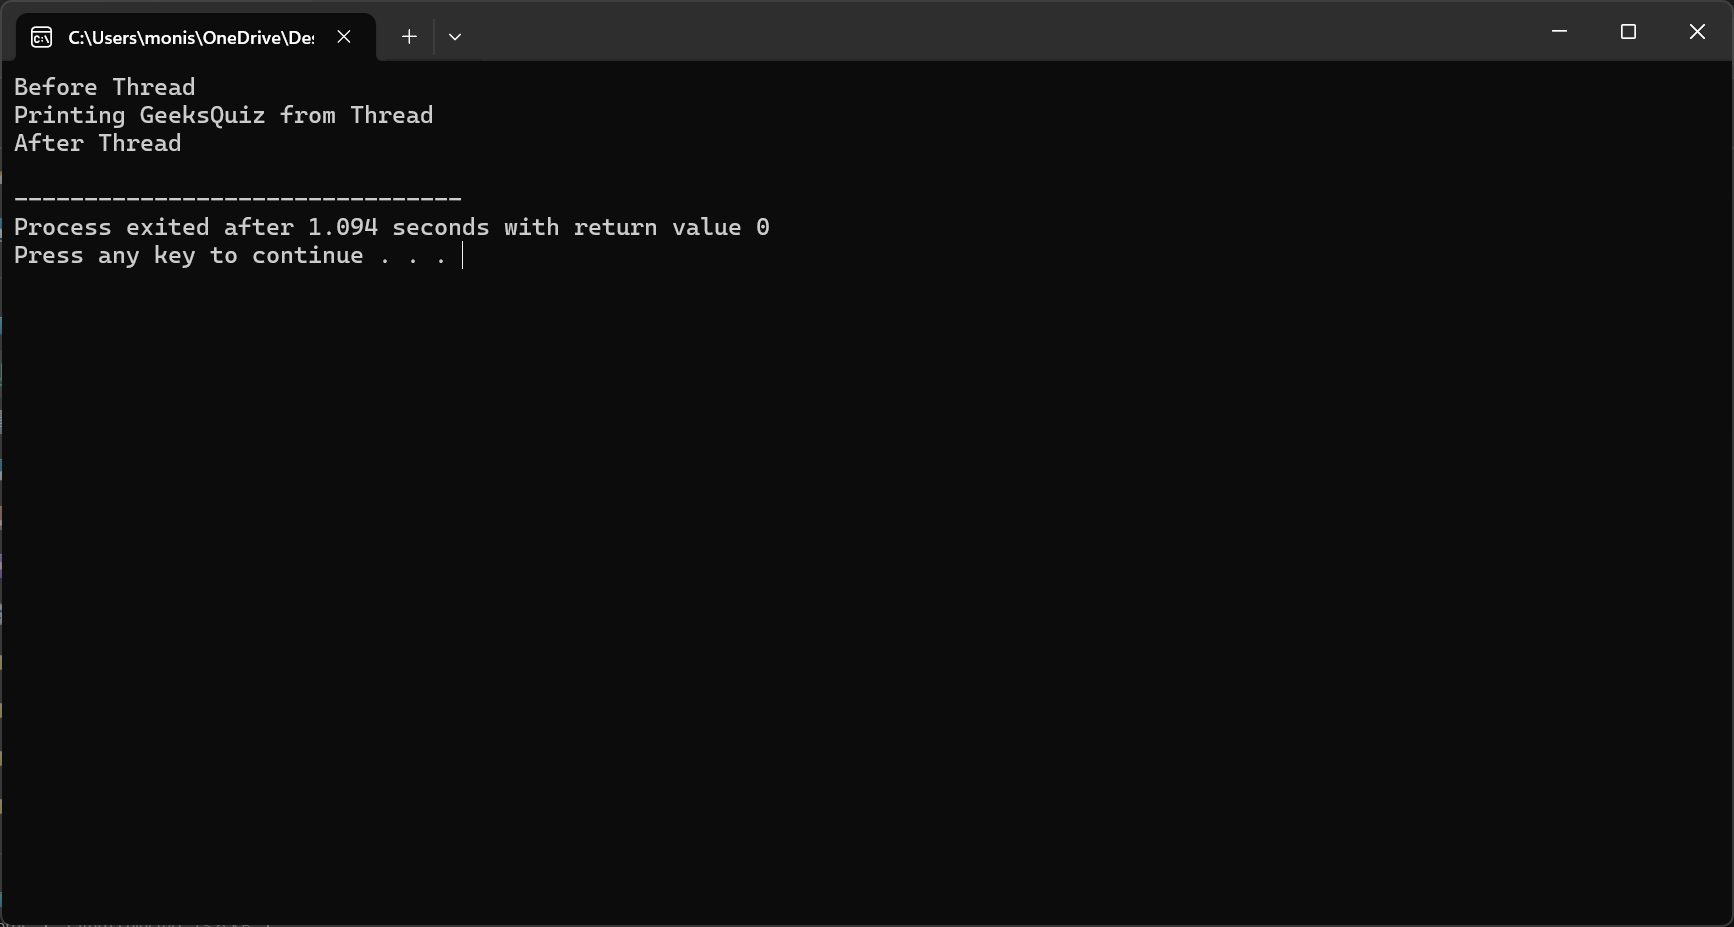 C:\Users\monis\OneDrive\Des
Before Thread
Printing GeeksQuiz from Thread
After Thread
--------------------------------
Process exited after 1.094 seconds with return value 0
Press any key to continue . . .